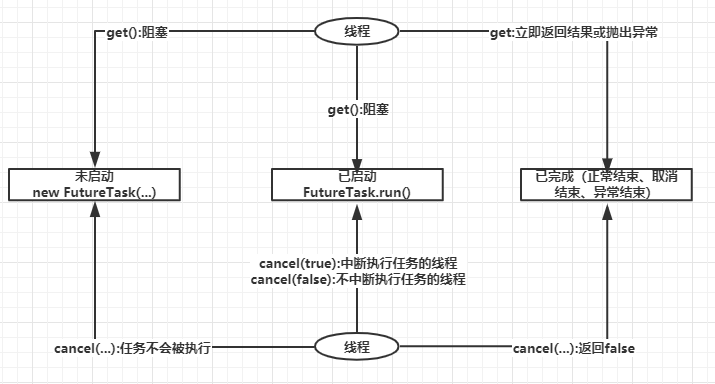 线程
get():阻塞
get:立即返回结果或抛出异常
get():阻塞
未启动
new FutureTask(...)
已启动
FutureTask.run()
已完成（正常结束、取消
结束、异常结束）
cancel(true):中断执行任务的线程
cancel(false):不中断执行任务的线程
cancel(...):任务不会被执行
线程
cancel(...):返回false